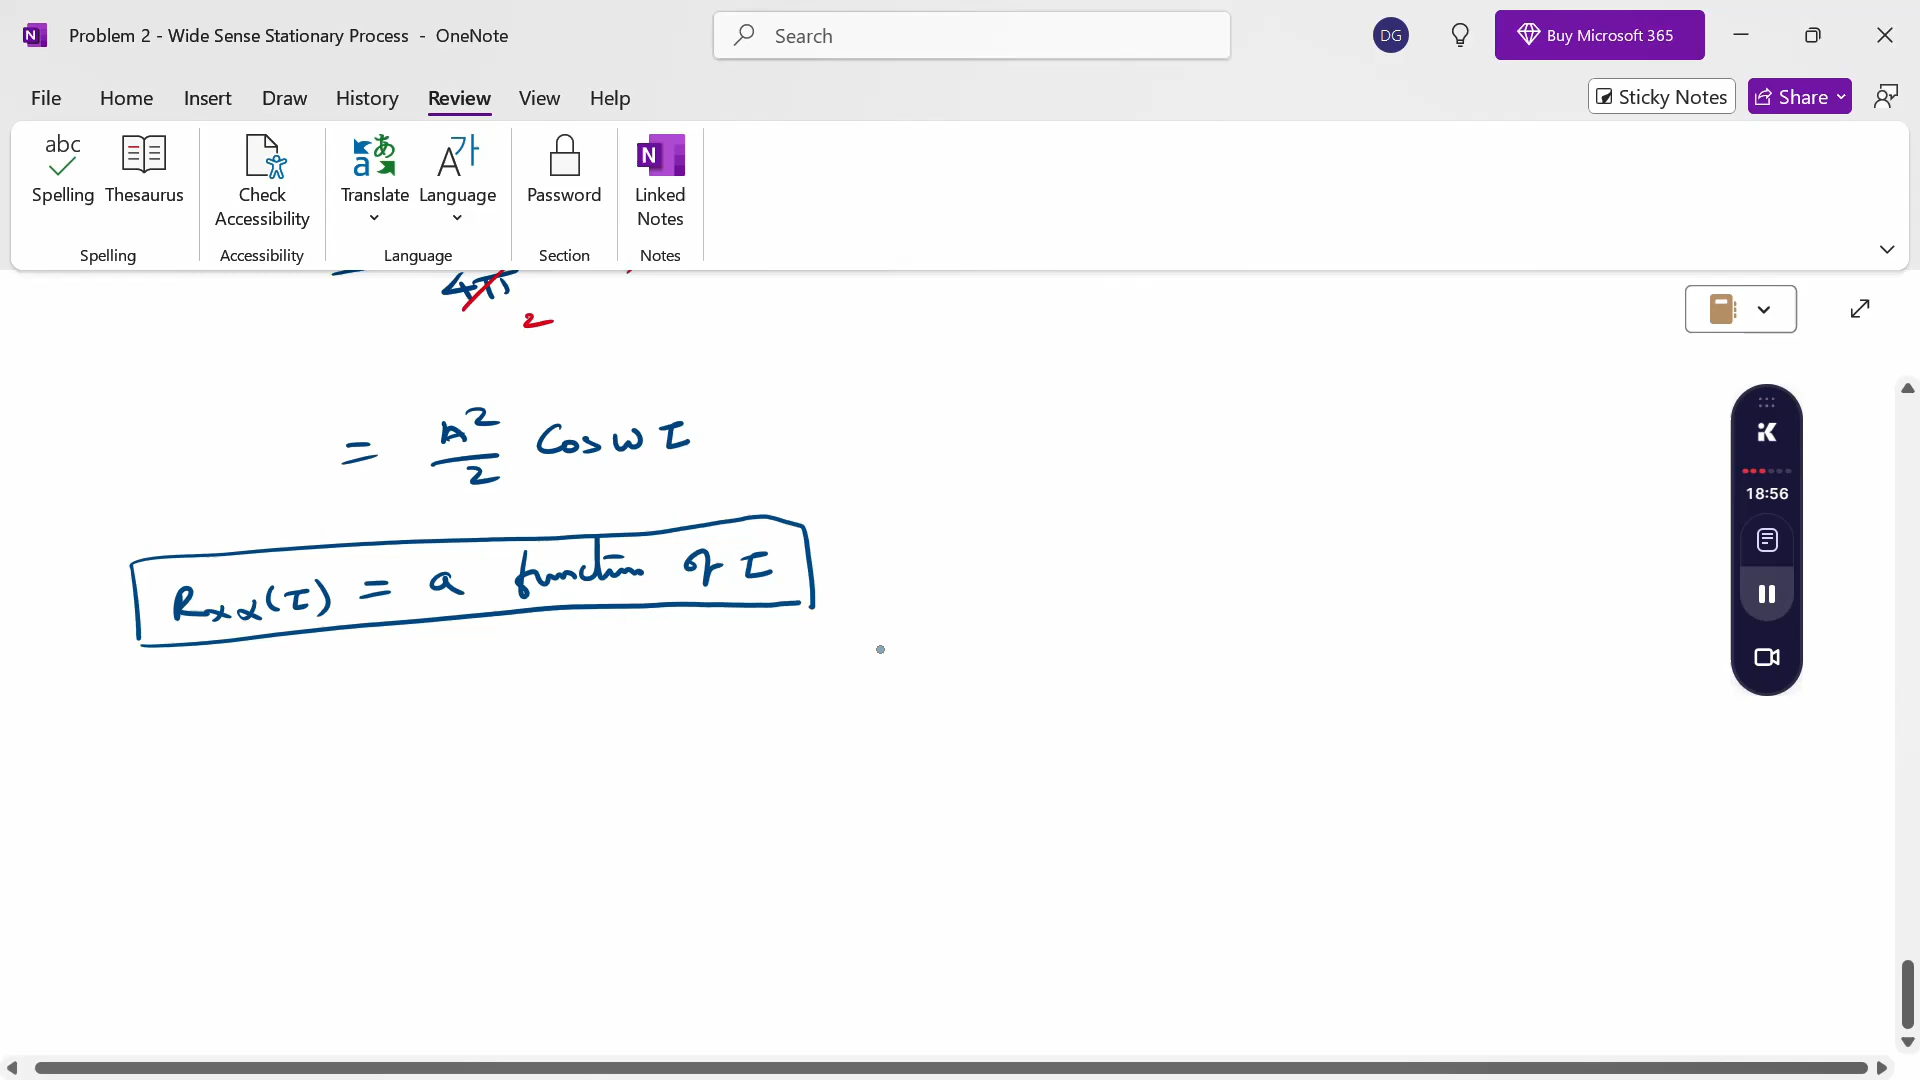 Problem 2 - Wide Sense Stationary Process - OneNote
Search
DG
Buy Microsoft 365
File Home Insert Draw History Review View Help
Sticky Notes
Share
abc
Spelling Thesaurus Check Accessibility Translate Language Password Linked Notes
Spelling Accessibility Language Section Notes
4π
2
= A²/2 Cos ω τ
Rxx(τ) = a function of τ
18:56